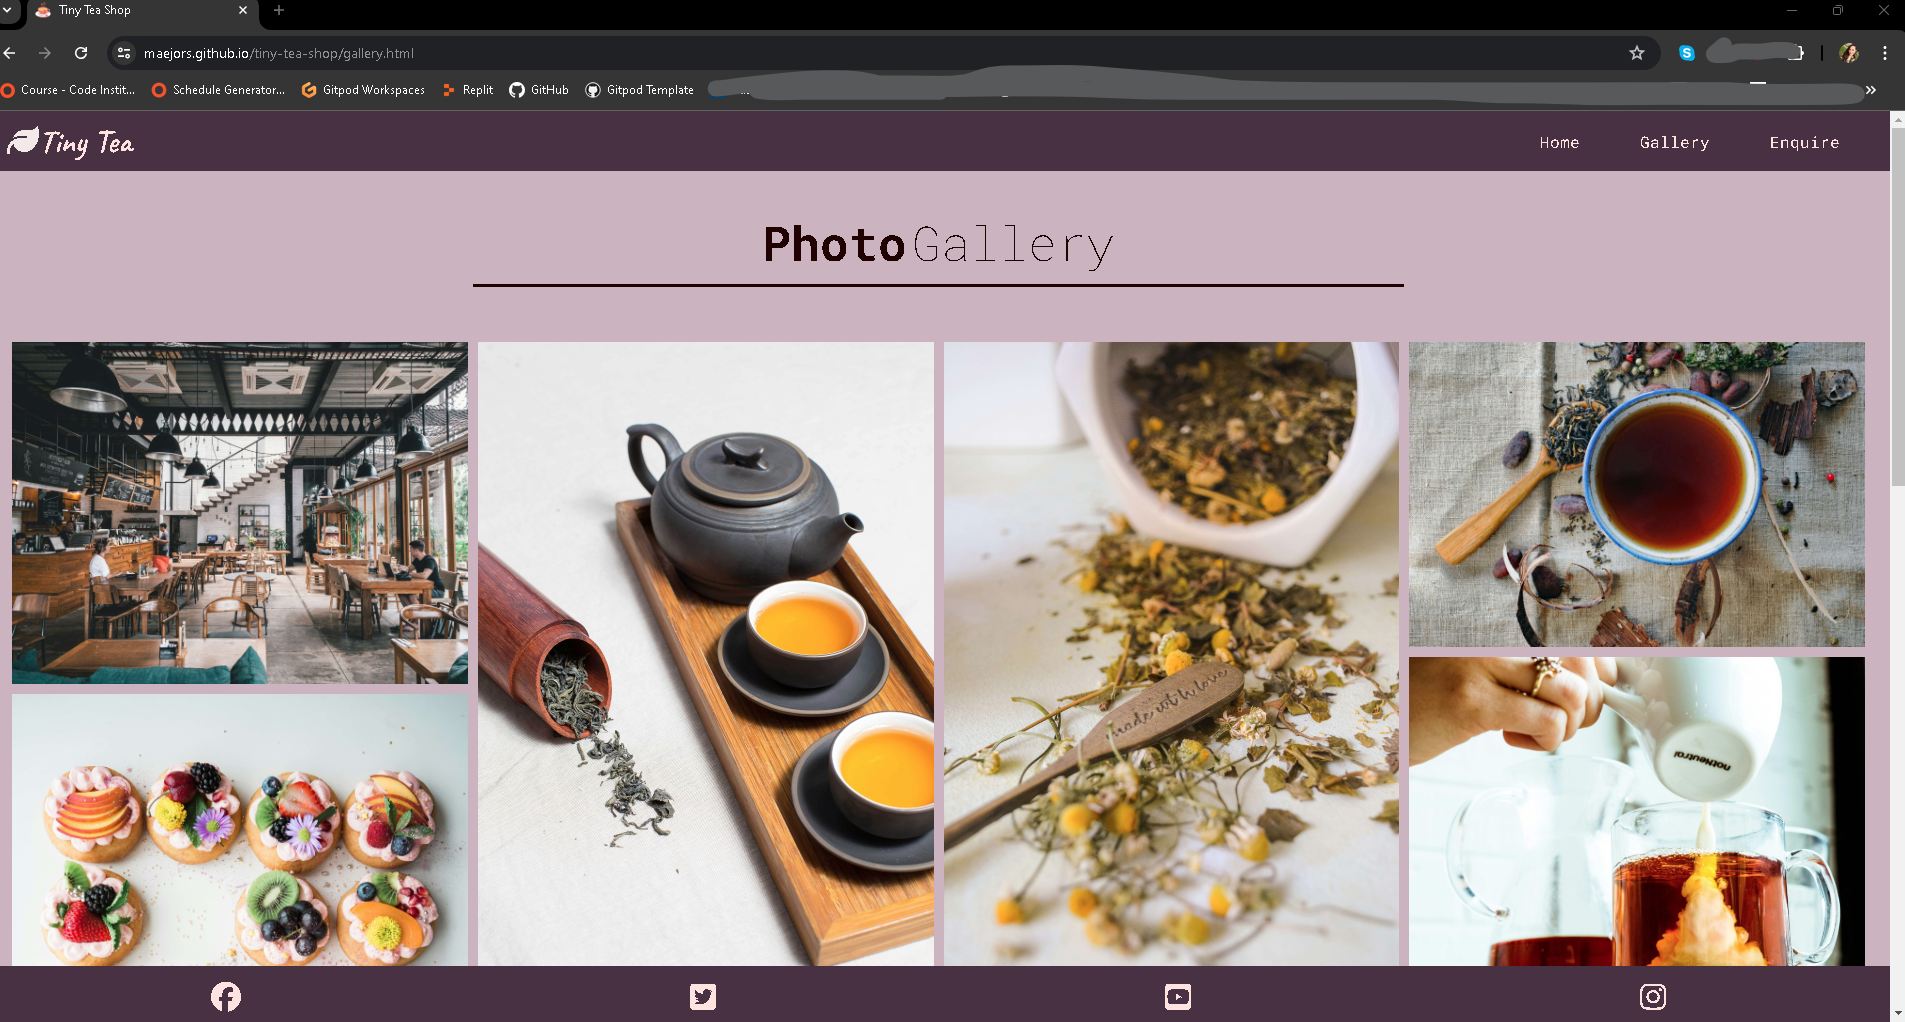 Tiny Tea Shop
maejors.github.io/tiny-tea-shop/gallery.html
Course - Code Instit... Schedule Generator... Gitpod Workspaces Replit GitHub Gitpod Template
Tiny Tea Home Gallery Enquire
Photo Gallery
made with love
notNeutral